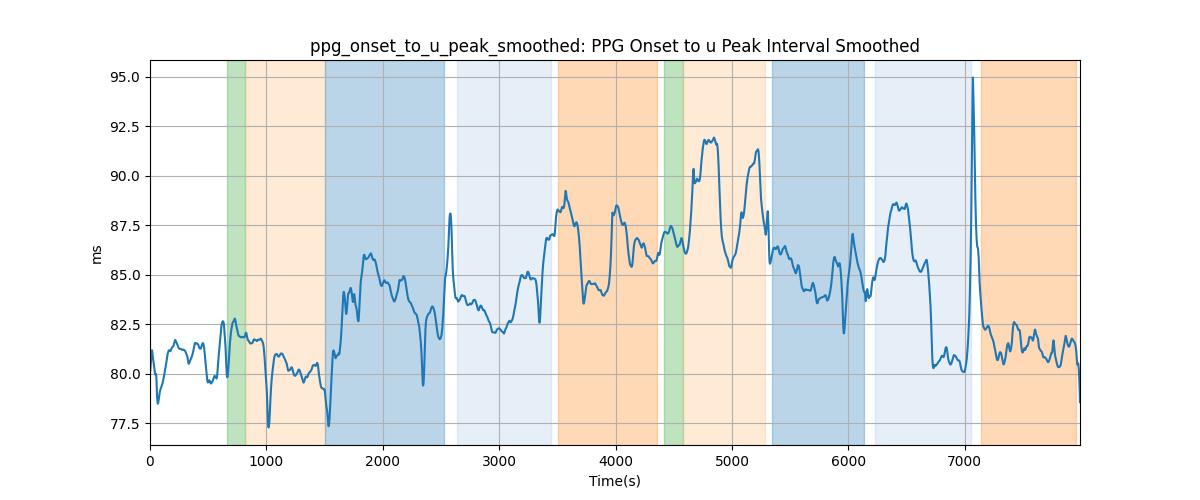 ppg_onset_to_u_peak_smoothed: PPG Onset to u Peak Interval Smoothed
95.0
92.5
90.0
87.5
85.0
82.5
80.0
77.5
ms
0 1000 2000 3000 4000 5000 6000 7000
Time(s)